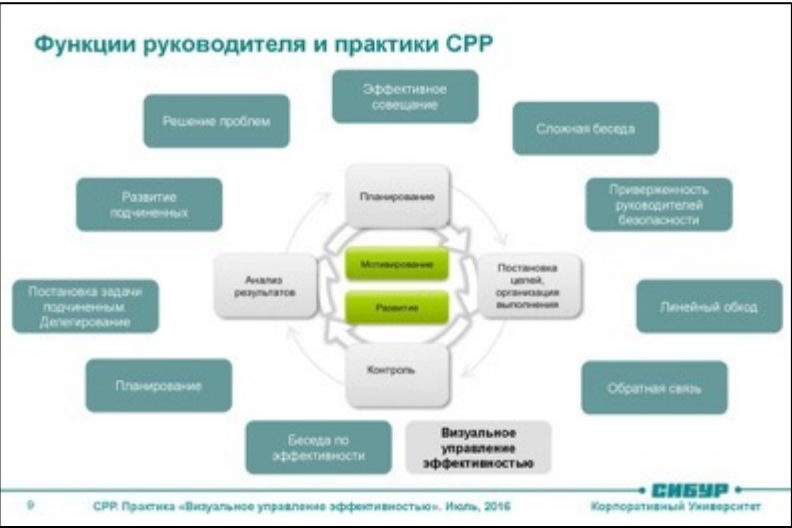 Функции руководителя и практики СРР
Эффективное
совещание
Решение проблем
Сложная беседа
Развитие
подчиненных
Планирование
Приверженность
руководителей
безопасности
Мотивирование
Анализ
результатов
Постановка
целей,
организация
выполнения
Развитие
Постановка задачи
подчиненным
Делегирование
Линейный обход
Контроль
Планирование
Обратная связь
Беседа по
эффективности
Визуальное
управление
эффективностью
СИБУР
9
СРР. Практика «Визуальное управление эффективностью». Июль, 2016
Корпоративный Университет